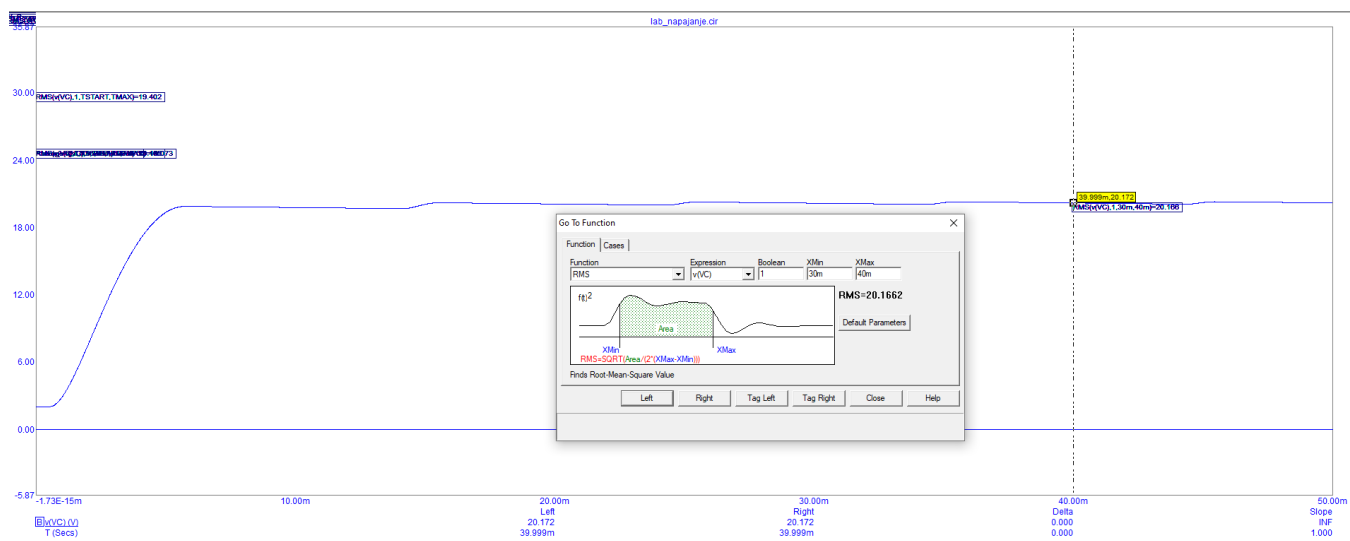 lab_napajanje.cir
35.87
30.00
RMS(v(VC),1,TSTART,TMAX)=19.402
24.00
18.00
12.00
6.00
0.00
-5.87
39.999m,20.172
RMS(v(VC),1,30m,40m)=20.166
Go To Function
Function Cases
Function Expression Boolean XMin XMax
RMS v(VC) 1 30m 40m
f(t)2
RMS=20.1662
Area
Default Parameters
XMin XMax
RMS=SQRT(Area/(2*(XMax-XMin)))
Finds Root-Mean-Square Value
Left Right Tag Left Tag Right Close Help
-1.73E-15m 10.00m 20.00m 30.00m 40.00m 50.00m
Left Right Delta Slope
B v(VC) (V) 20.172 20.172 0.000 INF
T (Secs) 39.999m 39.999m 0.000 1.000